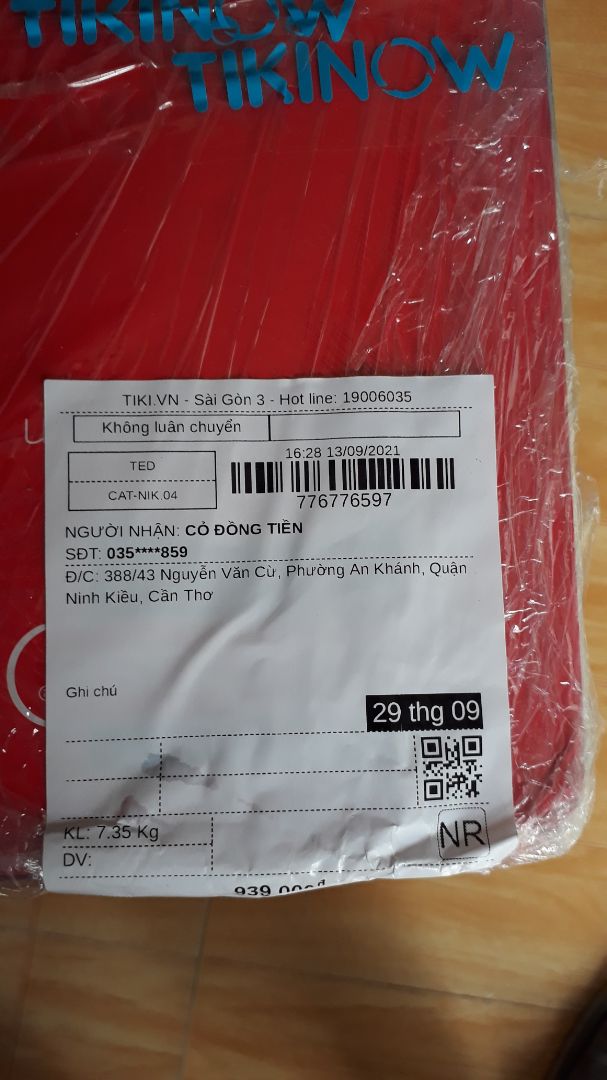 TIKINOW
TIKINOW
TIKI.VN - Sài Gòn 3 - Hot line: 19006035
Không luân chuyển
TED
CAT-NIK.04
16:28 13/09/2021
776776597
NGƯỜI NHẬN: CỎ ĐỒNG TIỀN
SĐT: 035****859
Đ/C: 388/43 Nguyễn Văn Cừ, Phường An Khánh, Quận
Ninh Kiều, Cần Thơ
Ghi chú
29 thg 09
KL: 7.35 Kg
DV:
NR
939.000đ